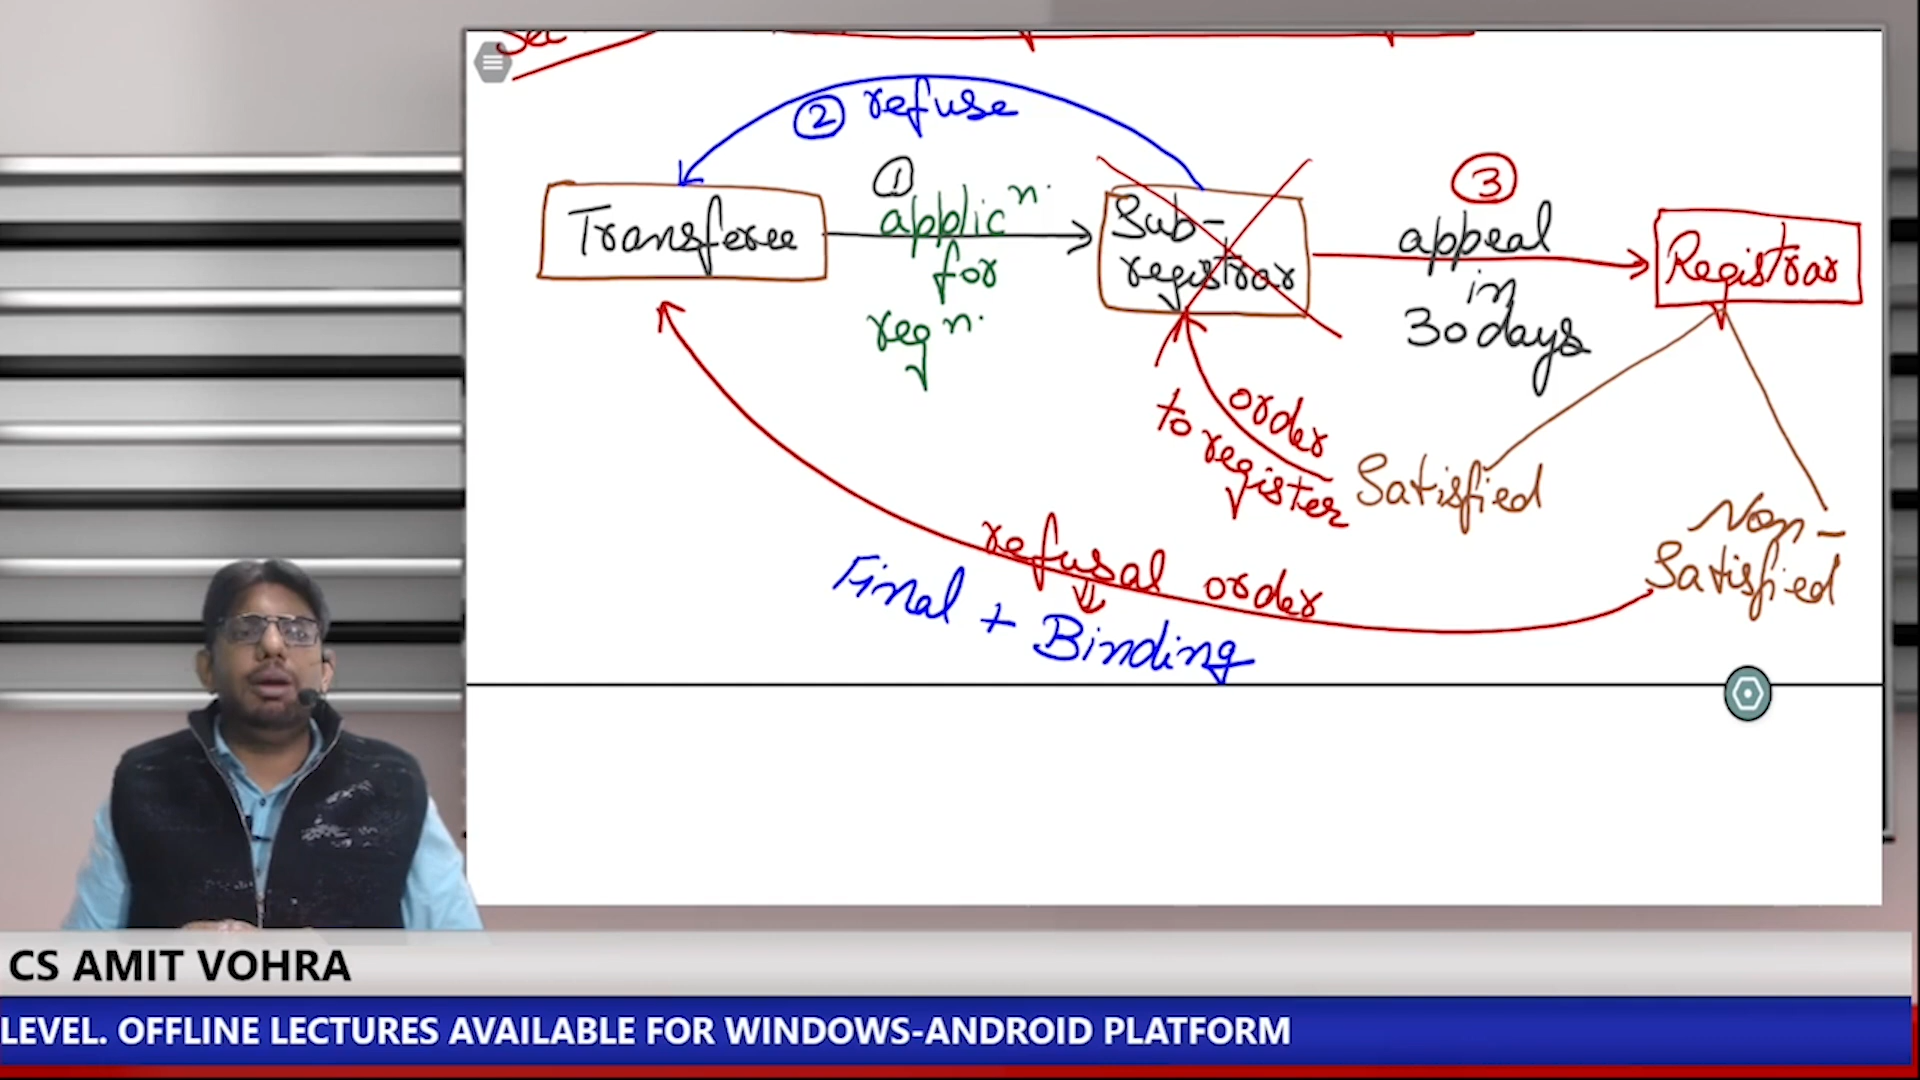 Sec
② refuse
Transferee
①
applicⁿ·
for
regⁿ·
Sub-
registrar
③
appeal
in
30 days
Registrar
order
to register
Satisfied
Non-
Satisfied
refusal order
Final + Binding
CS AMIT VOHRA
LEVEL. OFFLINE LECTURES AVAILABLE FOR WINDOWS-ANDROID PLATFORM